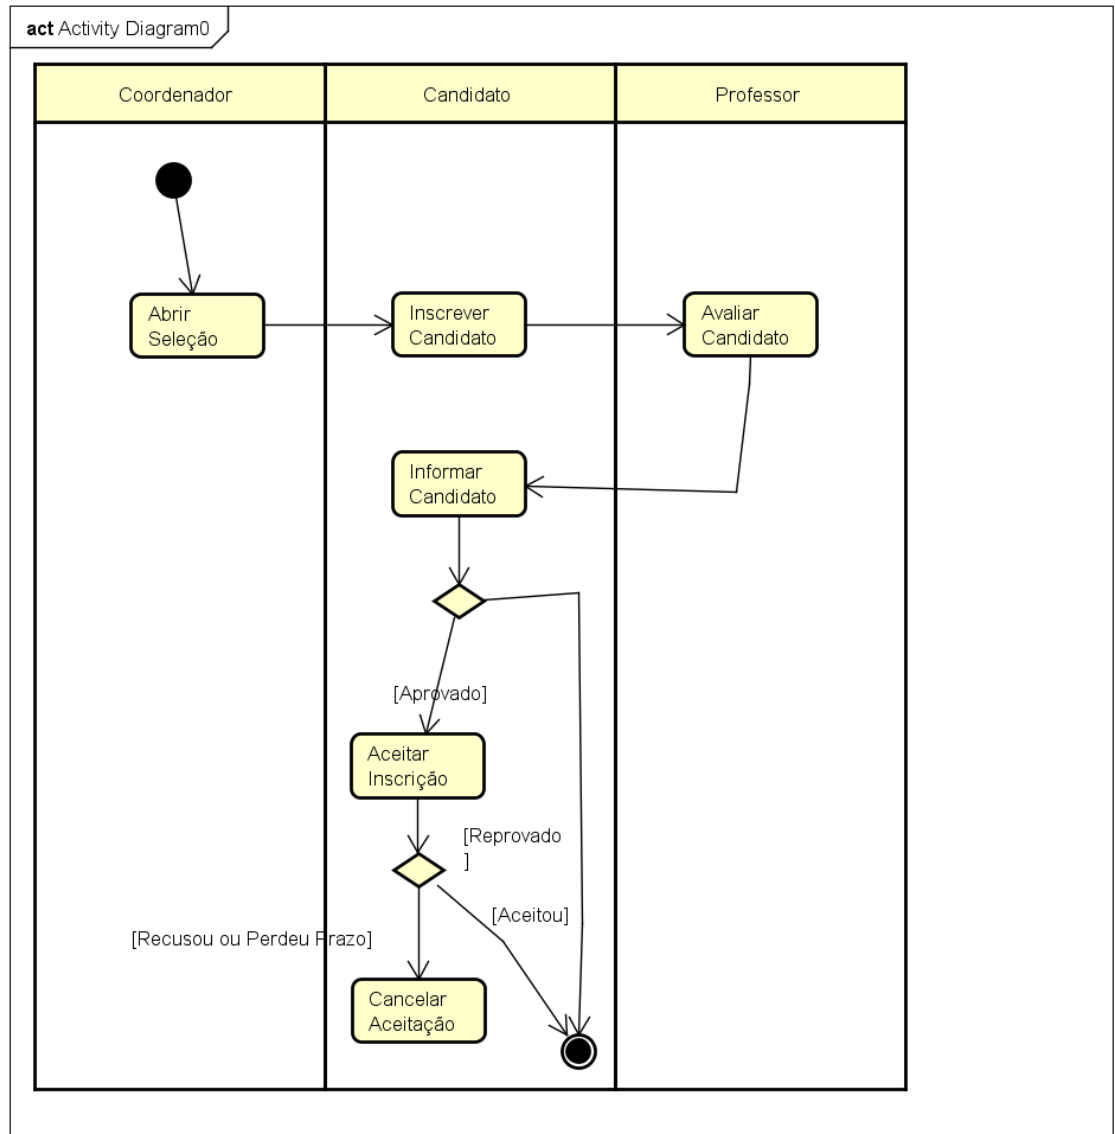 act Activity Diagram0
Coordenador
Candidato
Professor
Abrir
Seleção
Inscrever
Candidato
Avaliar
Candidato
Informar
Candidato
[Aprovado]
Aceitar
Inscrição
[Reprovado
]
[Aceitou]
[Recusou ou Perdeu Prazo]
Cancelar
Aceitação